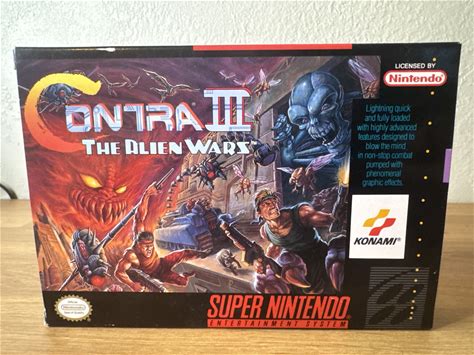 LICENSED BY
Nintendo
CONTRA III
THE ALIEN WARS
Lightning quick
and fully loaded
with highly advanced
features designed to
blow the mind
in non-stop combat
pumped with
phenomenal
graphic effects.
KONAMI
SUPER NINTENDO
ENTERTAINMENT SYSTEM
Nintendo